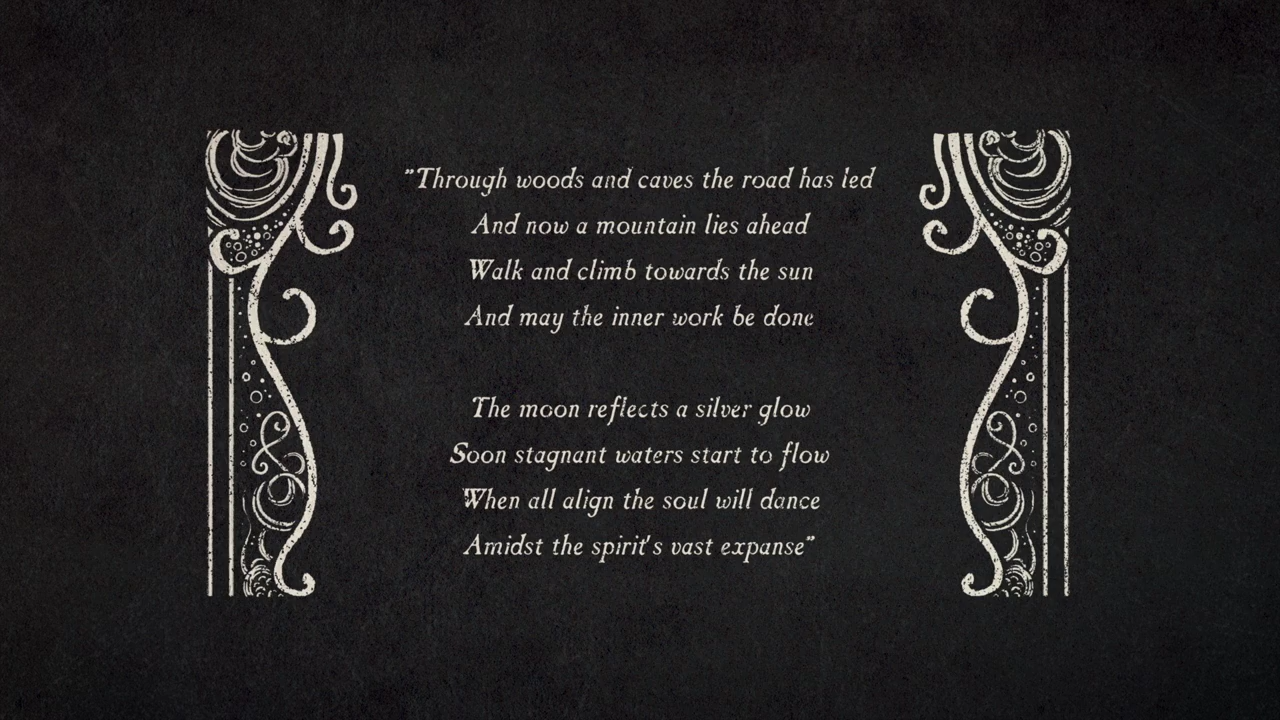 "Through woods and caves the road has led
And now a mountain lies ahead
Walk and climb towards the sun
And may the inner work be done
The moon reflects a silver glow
Soon stagnant waters start to flow
When all align the soul will dance
Amidst the spirit's vast expanse"